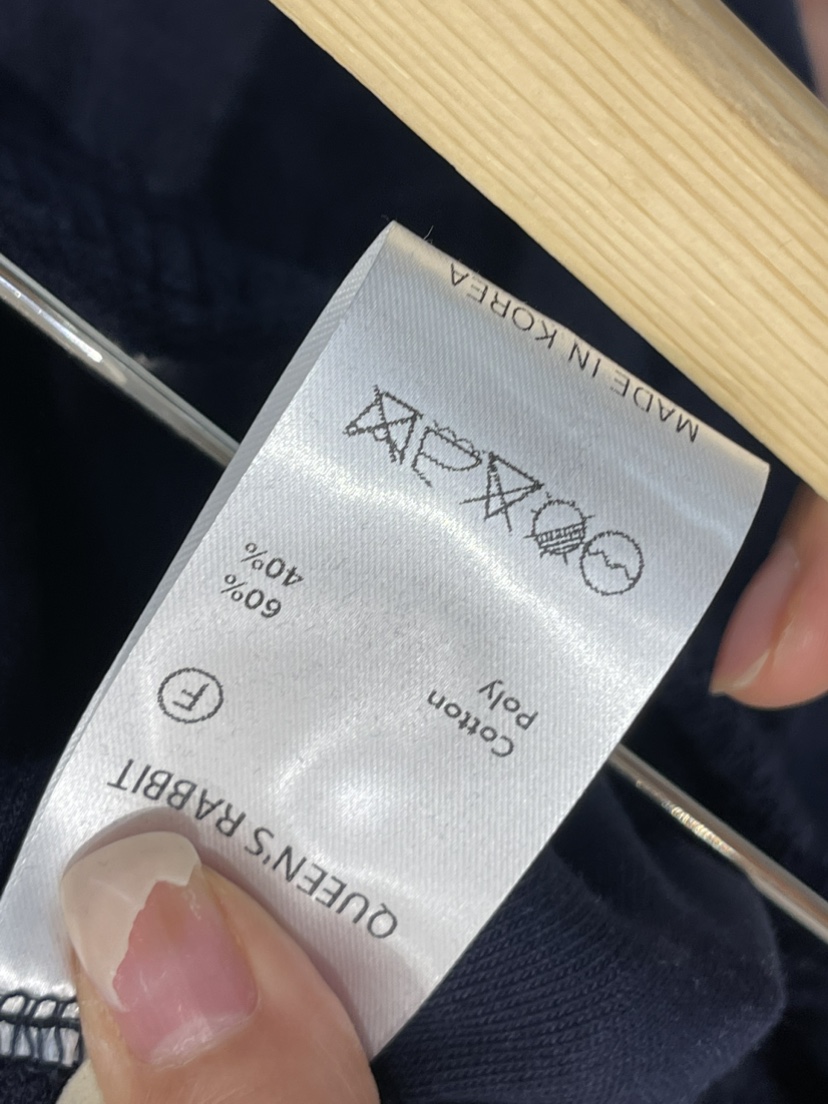 QUEEN'S RABBIT
F
Cotton 60%
Poly 40%
MADE IN KOREA